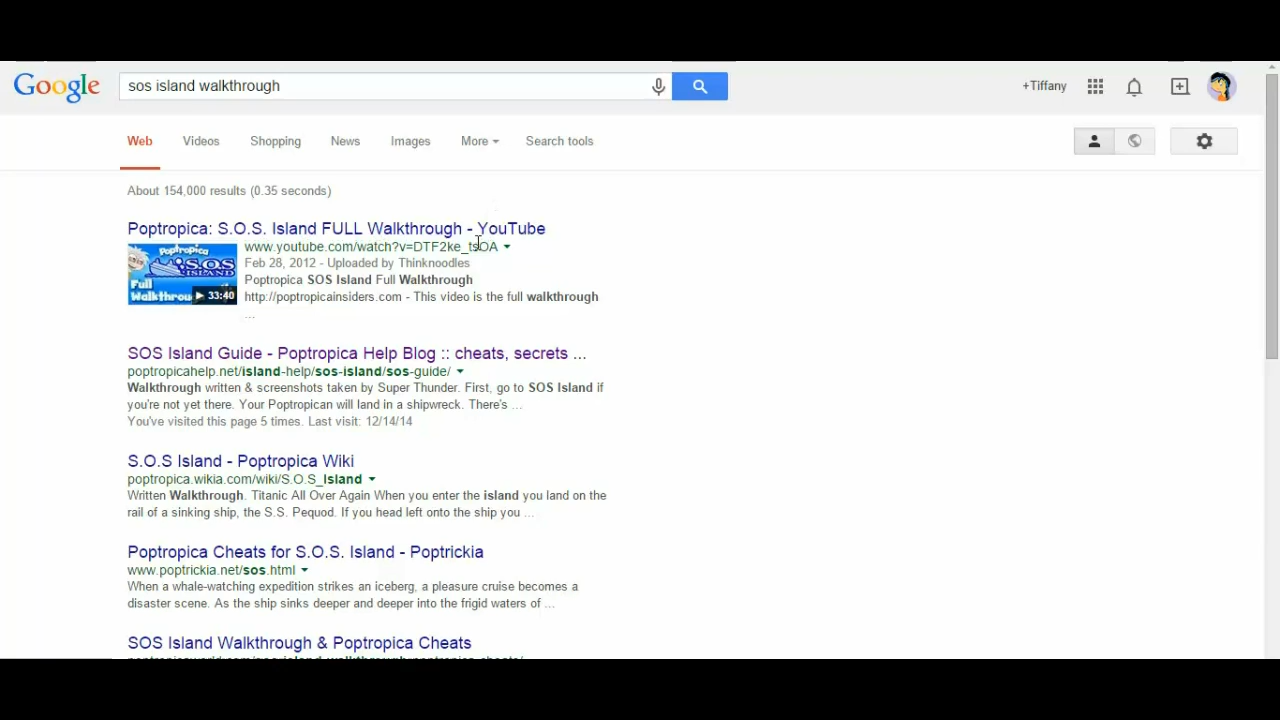 Google
sos island walkthrough
+Tiffany
Web Videos Shopping News Images More Search tools
About 154,000 results (0.35 seconds)
Poptropica: S.O.S. Island FULL Walkthrough - YouTube
www.youtube.com/watch?v=DTF2ke_tsOA
Feb 28, 2012 - Uploaded by Thinknoodles
Poptropica SOS Island Full Walkthrough
http://poptropicainsiders.com - This video is the full walkthrough
...
Poptropica
S.O.S
ISLAND
Full
Walkthrou
33:40
SOS Island Guide - Poptropica Help Blog :: cheats, secrets ...
poptropicahelp.net/island-help/sos-island/sos-guide/
Walkthrough written & screenshots taken by Super Thunder. First, go to SOS Island if
you're not yet there. Your Poptropican will land in a shipwreck. There's ...
You've visited this page 5 times. Last visit: 12/14/14
S.O.S Island - Poptropica Wiki
poptropica.wikia.com/wiki/S.O.S_Island
Written Walkthrough. Titanic All Over Again When you enter the island you land on the
rail of a sinking ship, the S.S. Pequod. If you head left onto the ship you ...
Poptropica Cheats for S.O.S. Island - Poptrickia
www.poptrickia.net/sos.html
When a whale-watching expedition strikes an iceberg, a pleasure cruise becomes a
disaster scene. As the ship sinks deeper and deeper into the frigid waters of ...
SOS Island Walkthrough & Poptropica Cheats